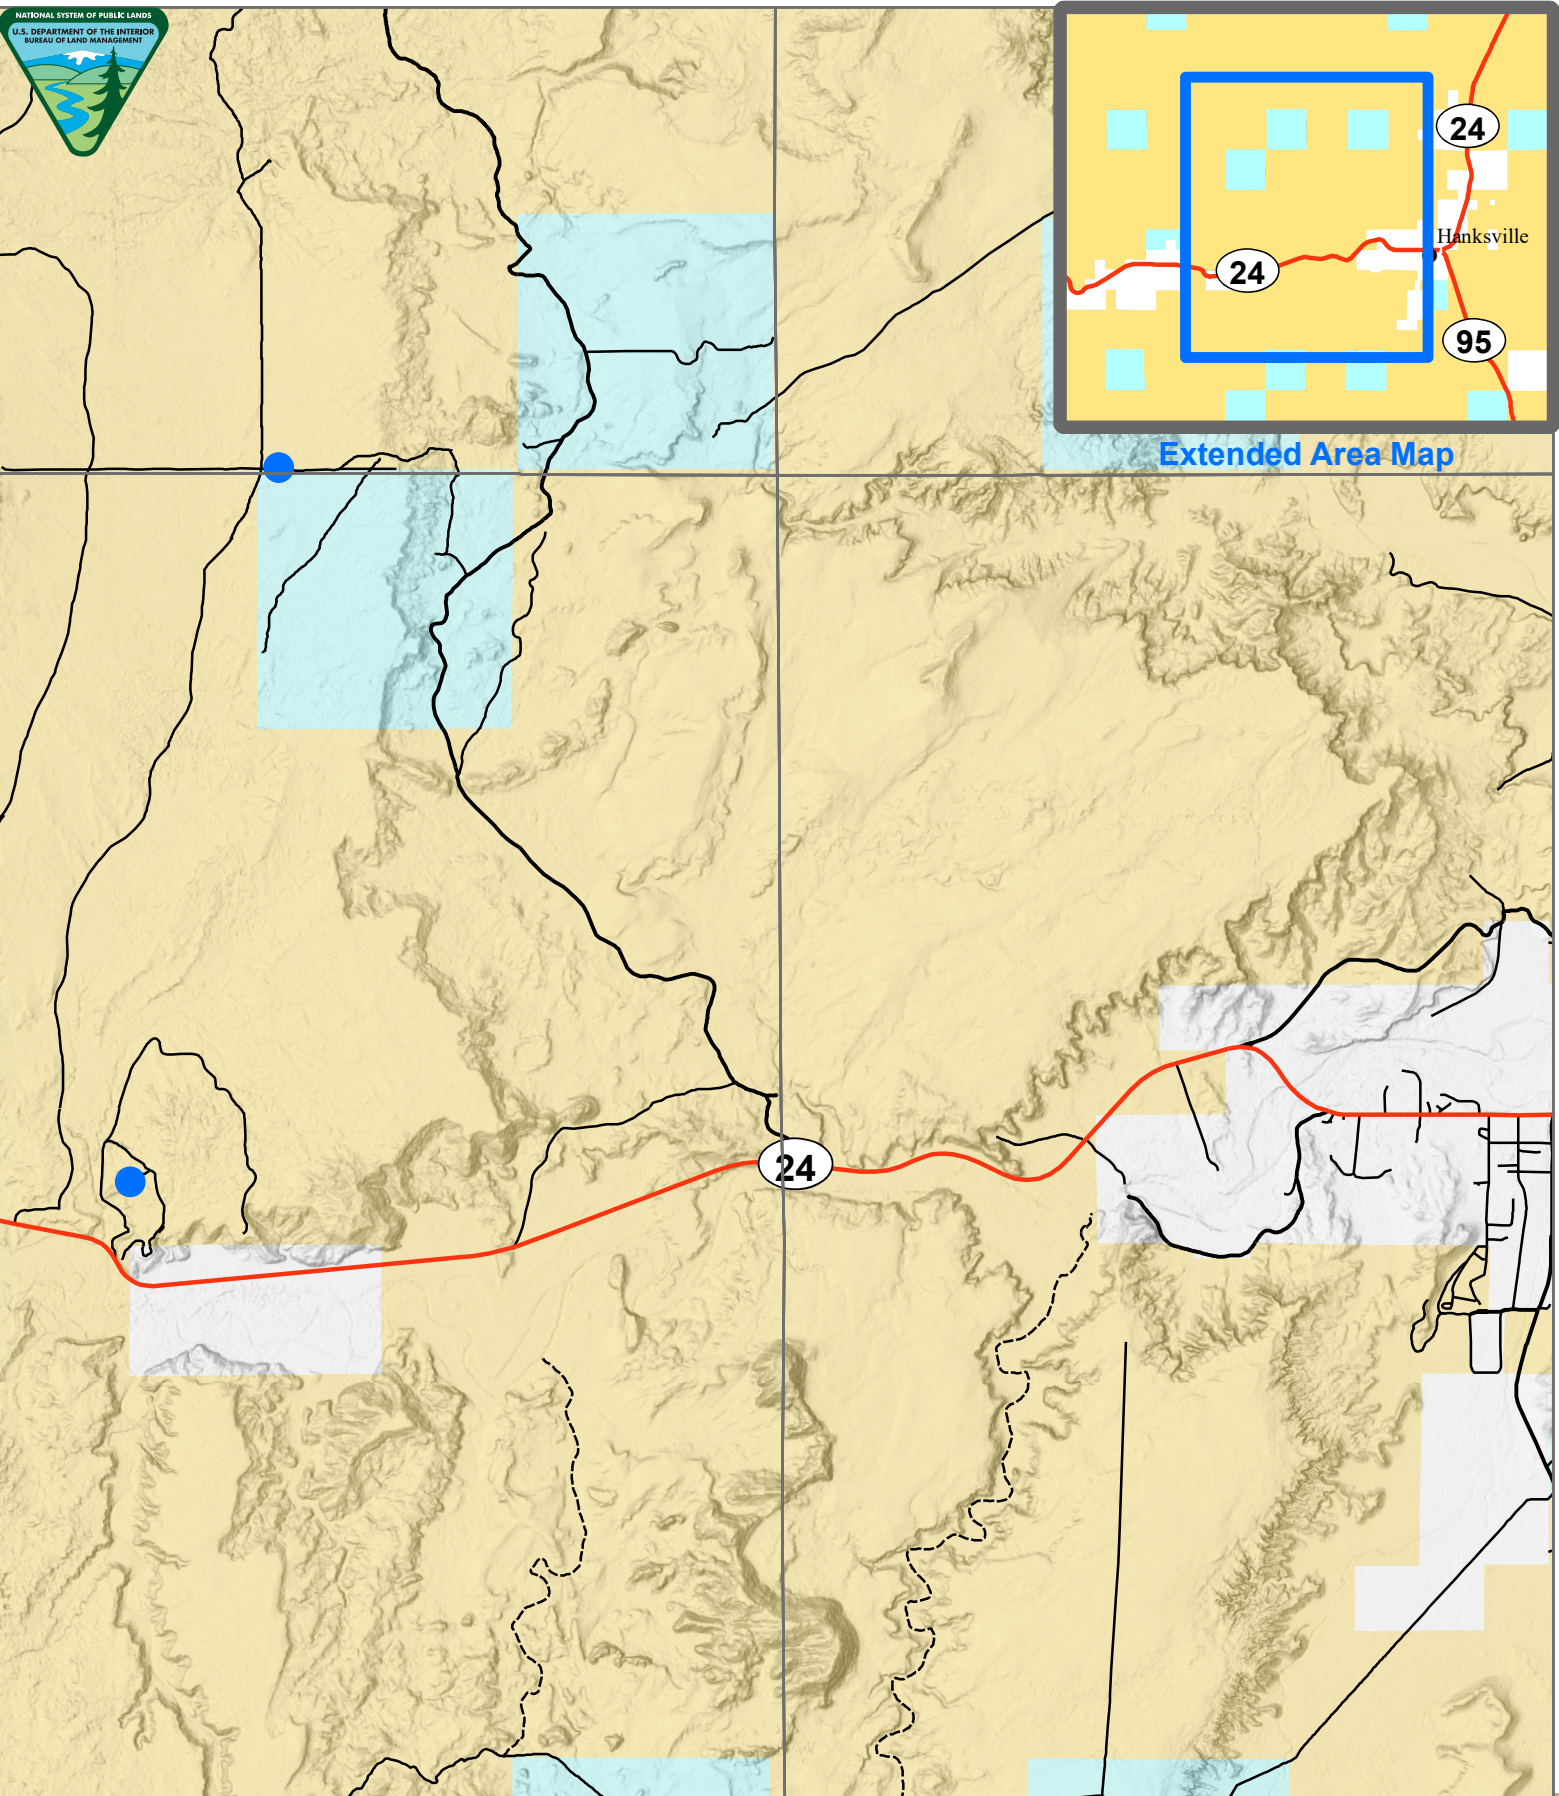 NATIONAL SYSTEM OF PUBLIC LANDS
U.S. DEPARTMENT OF THE INTERIOR
BUREAU OF LAND MANAGEMENT
24
Hanksville
24
95
Extended Area Map
24